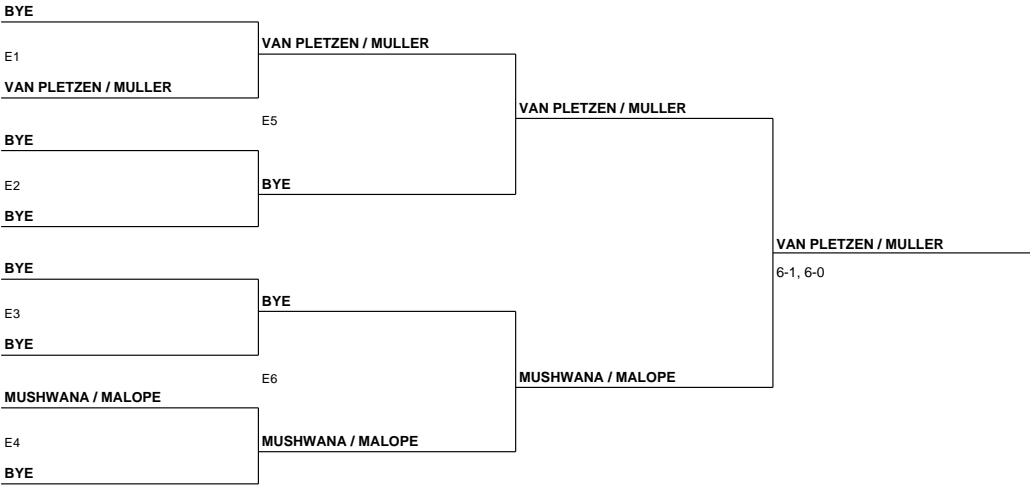 BYE
E1
VAN PLETZEN / MULLER
BYE
E2
BYE
BYE
E3
BYE
MUSHWANA / MALOPE
E4
BYE
VAN PLETZEN / MULLER
E5
BYE
BYE
E6
MUSHWANA / MALOPE
VAN PLETZEN / MULLER
MUSHWANA / MALOPE
VAN PLETZEN / MULLER
6-1, 6-0